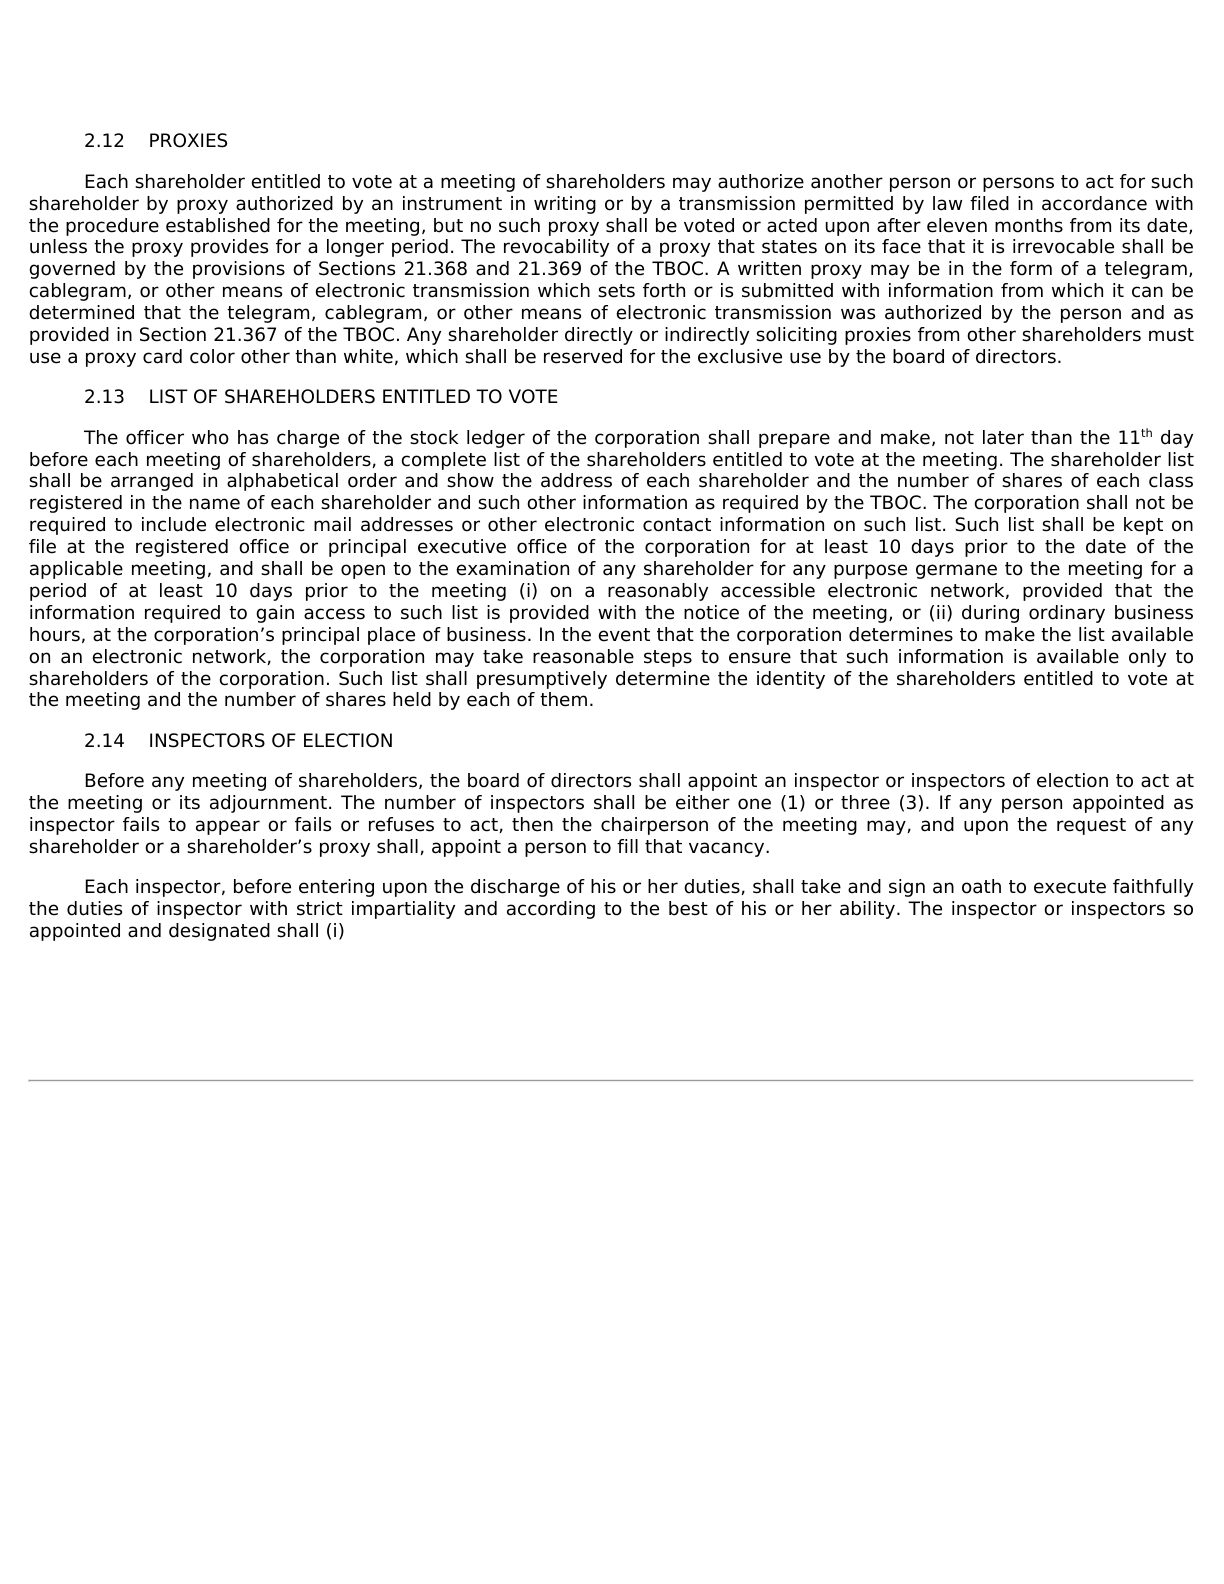 2.12 PROXIES
Each shareholder entitled to vote at a meeting of shareholders may authorize another person or persons to act for such
shareholder by proxy authorized by an instrument in writing or by a transmission permitted by law filed in accordance with
the procedure established for the meeting, but no such proxy shall be voted or acted upon after eleven months from its date,
unless the proxy provides for a longer period. The revocability of a proxy that states on its face that it is irrevocable shall be
governed by the provisions of Sections 21.368 and 21.369 of the TBOC. A written proxy may be in the form of a telegram,
cablegram, or other means of electronic transmission which sets forth or is submitted with information from which it can be
determined that the telegram, cablegram, or other means of electronic transmission was authorized by the person and as
provided in Section 21.367 of the TBOC. Any shareholder directly or indirectly soliciting proxies from other shareholders must
use a proxy card color other than white, which shall be reserved for the exclusive use by the board of directors.
2.13 LIST OF SHAREHOLDERS ENTITLED TO VOTE
The officer who has charge of the stock ledger of the corporation shall prepare and make, not later than the 11th day
before each meeting of shareholders, a complete list of the shareholders entitled to vote at the meeting. The shareholder list
shall be arranged in alphabetical order and show the address of each shareholder and the number of shares of each class
registered in the name of each shareholder and such other information as required by the TBOC. The corporation shall not be
required to include electronic mail addresses or other electronic contact information on such list. Such list shall be kept on
file at the registered office or principal executive office of the corporation for at least 10 days prior to the date of the
applicable meeting, and shall be open to the examination of any shareholder for any purpose germane to the meeting for a
period of at least 10 days prior to the meeting (i) on a reasonably accessible electronic network, provided that the
information required to gain access to such list is provided with the notice of the meeting, or (ii) during ordinary business
hours, at the corporation’s principal place of business. In the event that the corporation determines to make the list available
on an electronic network, the corporation may take reasonable steps to ensure that such information is available only to
shareholders of the corporation. Such list shall presumptively determine the identity of the shareholders entitled to vote at
the meeting and the number of shares held by each of them.
2.14 INSPECTORS OF ELECTION
Before any meeting of shareholders, the board of directors shall appoint an inspector or inspectors of election to act at
the meeting or its adjournment. The number of inspectors shall be either one (1) or three (3). If any person appointed as
inspector fails to appear or fails or refuses to act, then the chairperson of the meeting may, and upon the request of any
shareholder or a shareholder’s proxy shall, appoint a person to fill that vacancy.
Each inspector, before entering upon the discharge of his or her duties, shall take and sign an oath to execute faithfully
the duties of inspector with strict impartiality and according to the best of his or her ability. The inspector or inspectors so
appointed and designated shall (i)